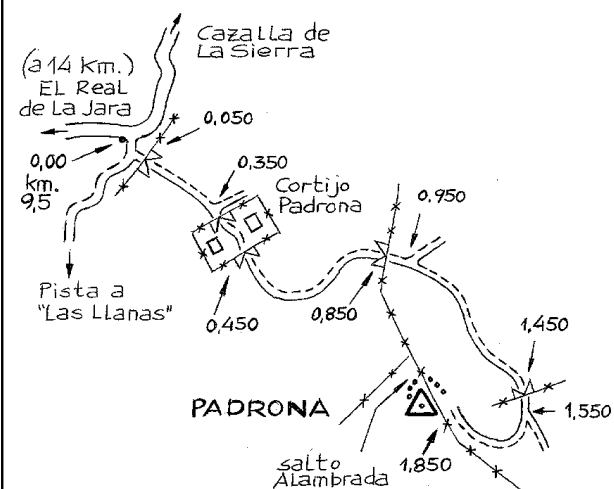 Cazalla de
La Sierra
(a 14 km.)
EL Real
de La Jara
0,050
0,00
km.
9,5
0,350
Cortijo
Padrona
0,950
Pista a
"Las LLanas"
0,450
0,850
1,450
PADRONA
1,550
salto
Alambrada
1,850